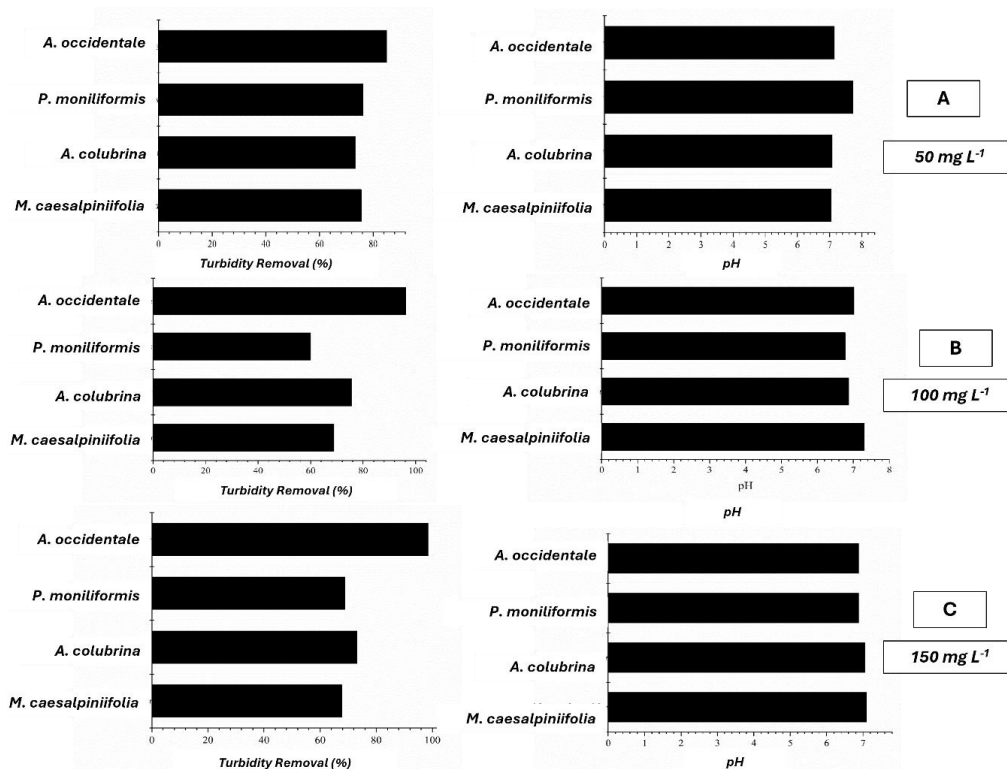 A. occidentale
P. moniliformis
A. colubrina
M. caesalpiniifolia
0 20 40 60 80
Turbidity Removal (%)
A. occidentale
P. moniliformis
A. colubrina
M. caesalpiniifolia
0 1 2 3 4 5 6 7 8
pH
A
50 mg L⁻¹
A. occidentale
P. moniliformis
A. colubrina
M. caesalpiniifolia
0 20 40 60 80 100
Turbidity Removal (%)
A. occidentale
P. moniliformis
A. colubrina
M. caesalpiniifolia
0 1 2 3 4 5 6 7 8
pH
pH
B
100 mg L⁻¹
A. occidentale
P. moniliformis
A. colubrina
M. caesalpiniifolia
0 20 40 60 80 100
Turbidity Removal (%)
A. occidentale
P. moniliformis
A. colubrina
M. caesalpiniifolia
0 1 2 3 4 5 6 7
pH
C
150 mg L⁻¹